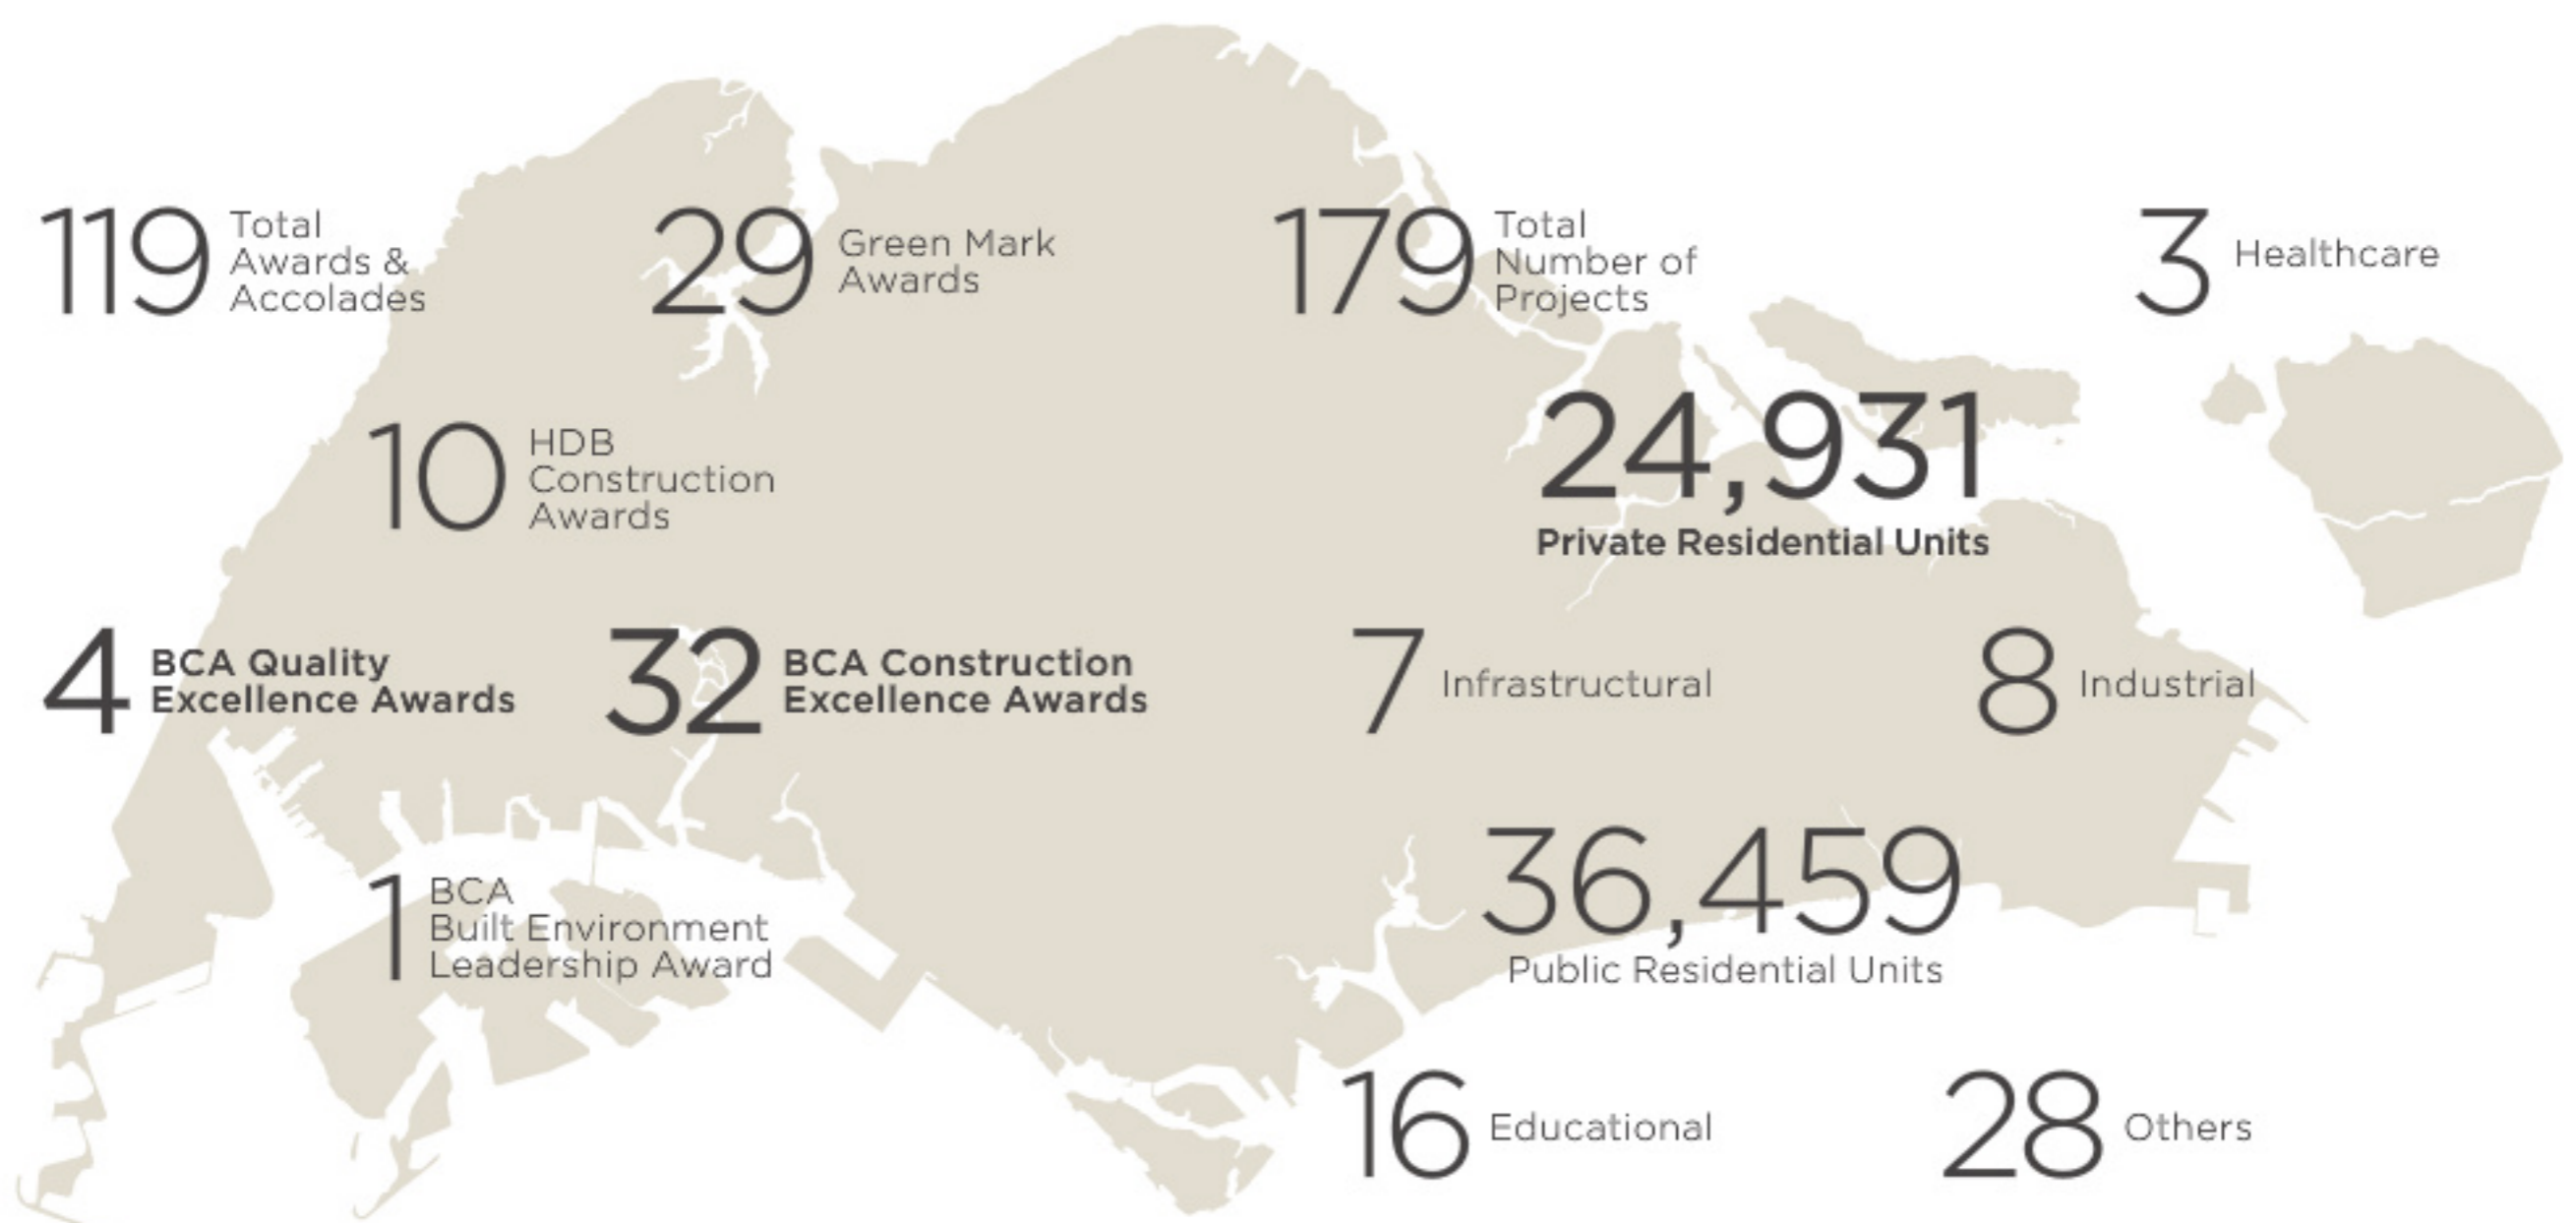 119
Total
Awards &
Accolades
29
Green Mark
Awards
179
Total
Number of
Projects
3
Healthcare
10
HDB
Construction
Awards
24,931
Private Residential Units
4
BCA Quality
Excellence Awards
32
BCA Construction
Excellence Awards
7
Infrastructural
8
Industrial
1
BCA
Built Environment
Leadership Award
36,459
Public Residential Units
16
Educational
28
Others